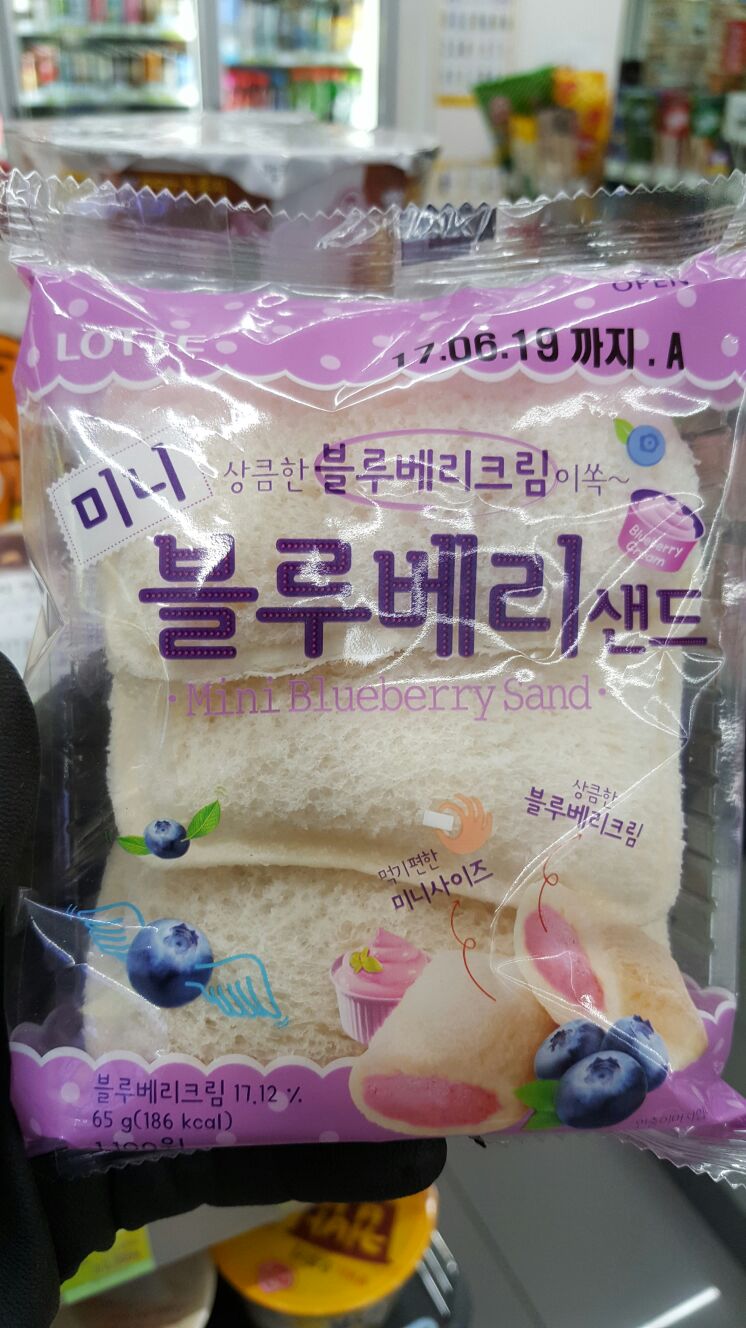 OPEN
LOTTE
17.06.19 까지.A
미니
상큼한 블루베리크림이쏙~
Blueberry
Cream
블루베리샌드
·Mini Blueberry Sand·
상큼한
블루베리크림
먹기편한
미니사이즈
블루베리크림 17.12 %
65 g(186 kcal)